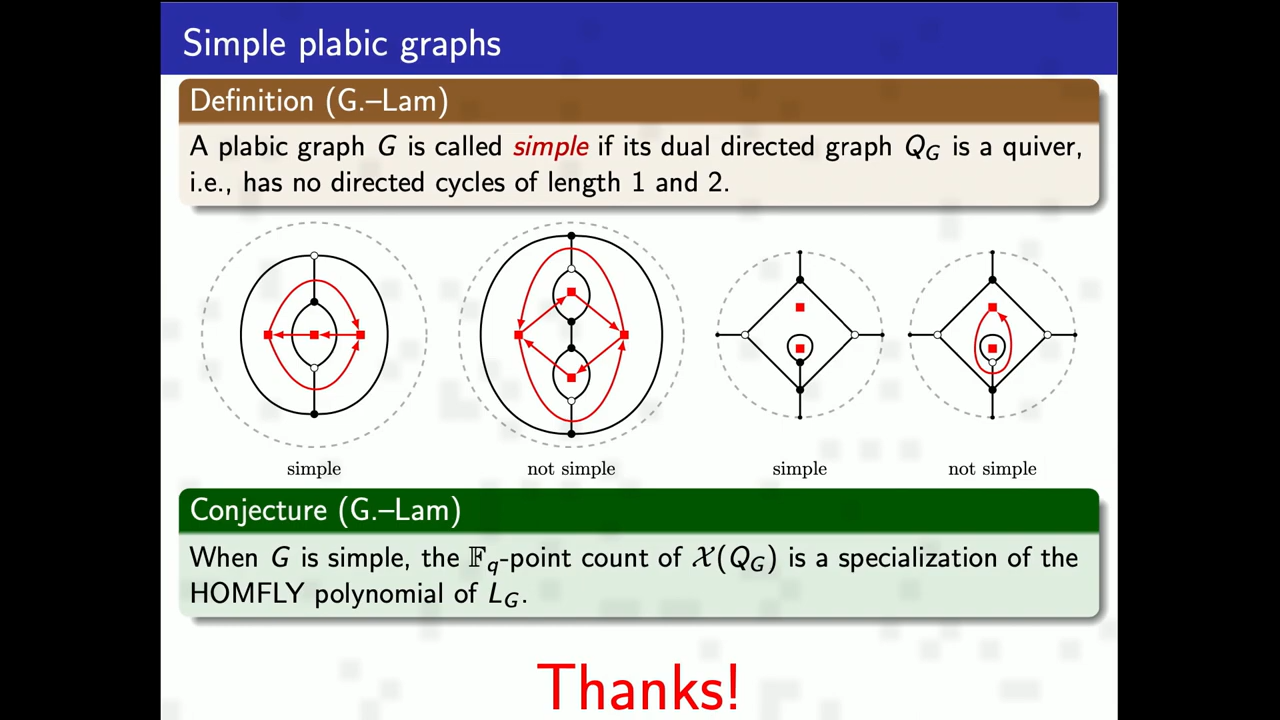 Simple plabic graphs
Definition (G.–Lam)
A plabic graph G is called simple if its dual directed graph Q_G is a quiver,
i.e., has no directed cycles of length 1 and 2.
simple
not simple
simple
not simple
Conjecture (G.–Lam)
When G is simple, the 𝔽_q-point count of 𝒳(Q_G) is a specialization of the
HOMFLY polynomial of L_G.
Thanks!